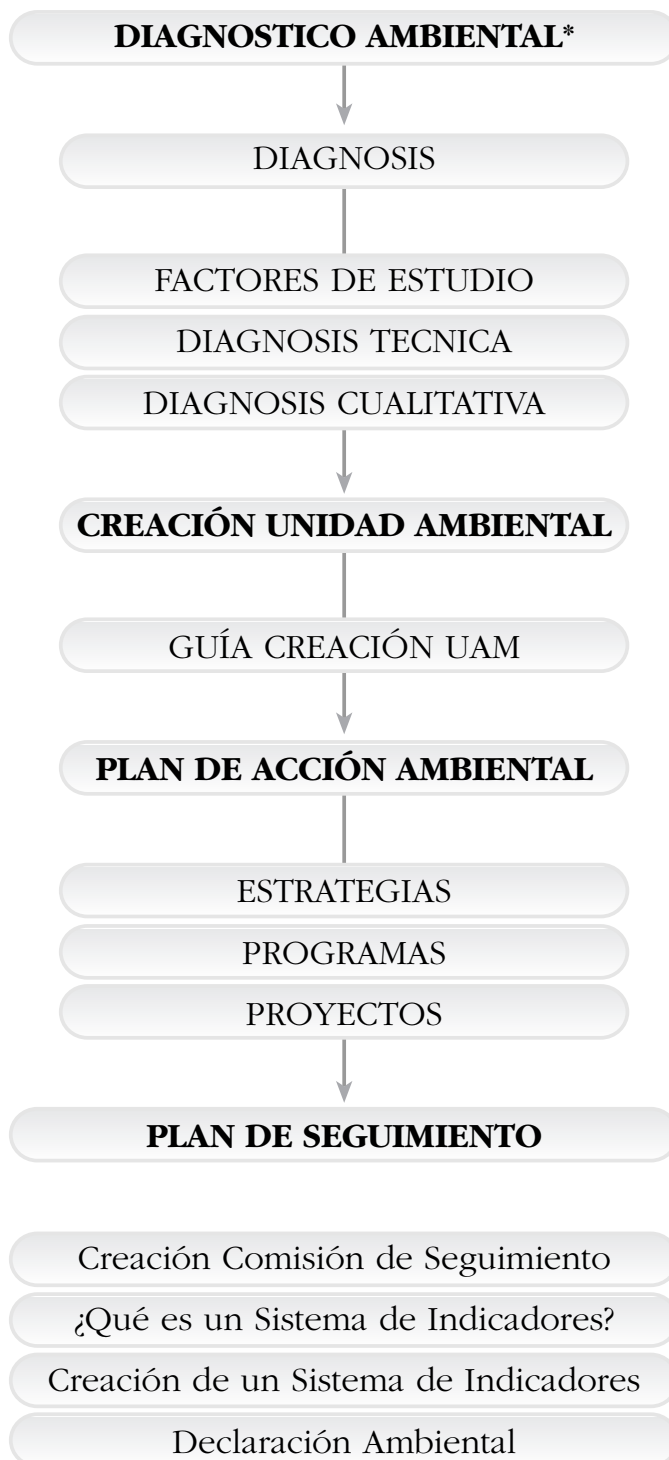 DIAGNOSTICO AMBIENTAL*
DIAGNOSIS
FACTORES DE ESTUDIO
DIAGNOSIS TECNICA
DIAGNOSIS CUALITATIVA
CREACIÓN UNIDAD AMBIENTAL
GUÍA CREACIÓN UAM
PLAN DE ACCIÓN AMBIENTAL
ESTRATEGIAS
PROGRAMAS
PROYECTOS
PLAN DE SEGUIMIENTO
Creación Comisión de Seguimiento
¿Qué es un Sistema de Indicadores?
Creación de un Sistema de Indicadores
Declaración Ambiental